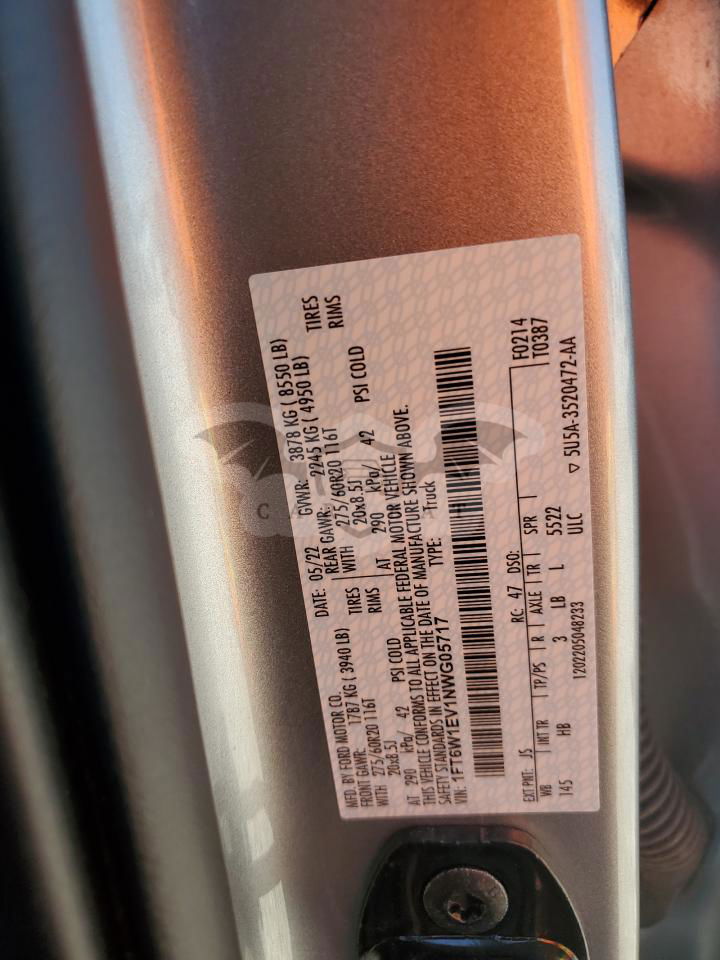 MFD. BY FORD MOTOR CO.
DATE: 05/22 GVWR: 3878 KG ( 8550 LB)
FRONT GAWR: 1787 KG ( 3940 LB) REAR GAWR: 2245 KG ( 4950 LB)
WITH 275/60R20 116T TIRES WITH 275/60R20 116T TIRES
20x8.5J RIMS 20x8.5J RIMS
AT 290 kPa/ 42 PSI COLD AT 290 kPa/ 42 PSI COLD
THIS VEHICLE CONFORMS TO ALL APPLICABLE FEDERAL MOTOR VEHICLE
SAFETY STANDARDS IN EFFECT ON THE DATE OF MANUFACTURE SHOWN ABOVE.
VIN: 1FT6W1EV1NWG05717 TYPE: Truck
F0214
EXT PNT: JS RC: 47 DSO: T0387
WB INT TR TP/PS R AXLE TR SPR
145 HB 3 LB L 5522 ▽ 5U5A-3520472-AA
1202205048233 ULC